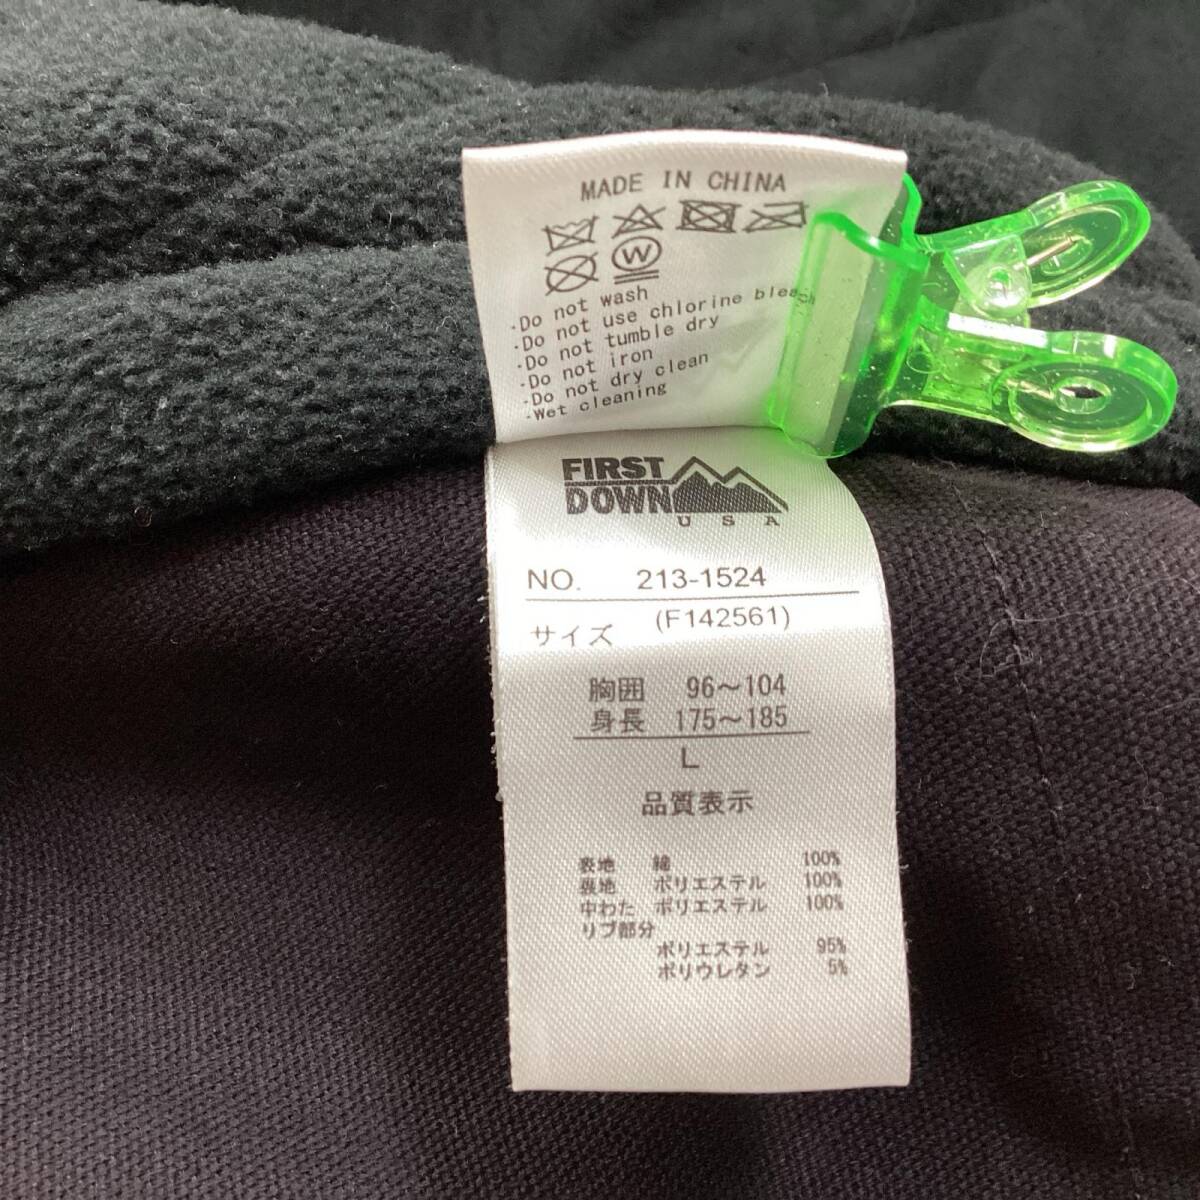 MADE IN CHINA
W
·Do not wash
·Do not use chlorine bleach
·Do not tumble dry
·Do not iron
·Do not dry clean
·Wet cleaning
FIRST
DOWN
USA
NO. 213-1524
サイズ (F142561)
胸囲 96～104
身長 175～185
L
品質表示
表地 綿 100%
裏地 ポリエステル 100%
中わた ポリエステル 100%
リブ部分
ポリエステル 95%
ポリウレタン 5%